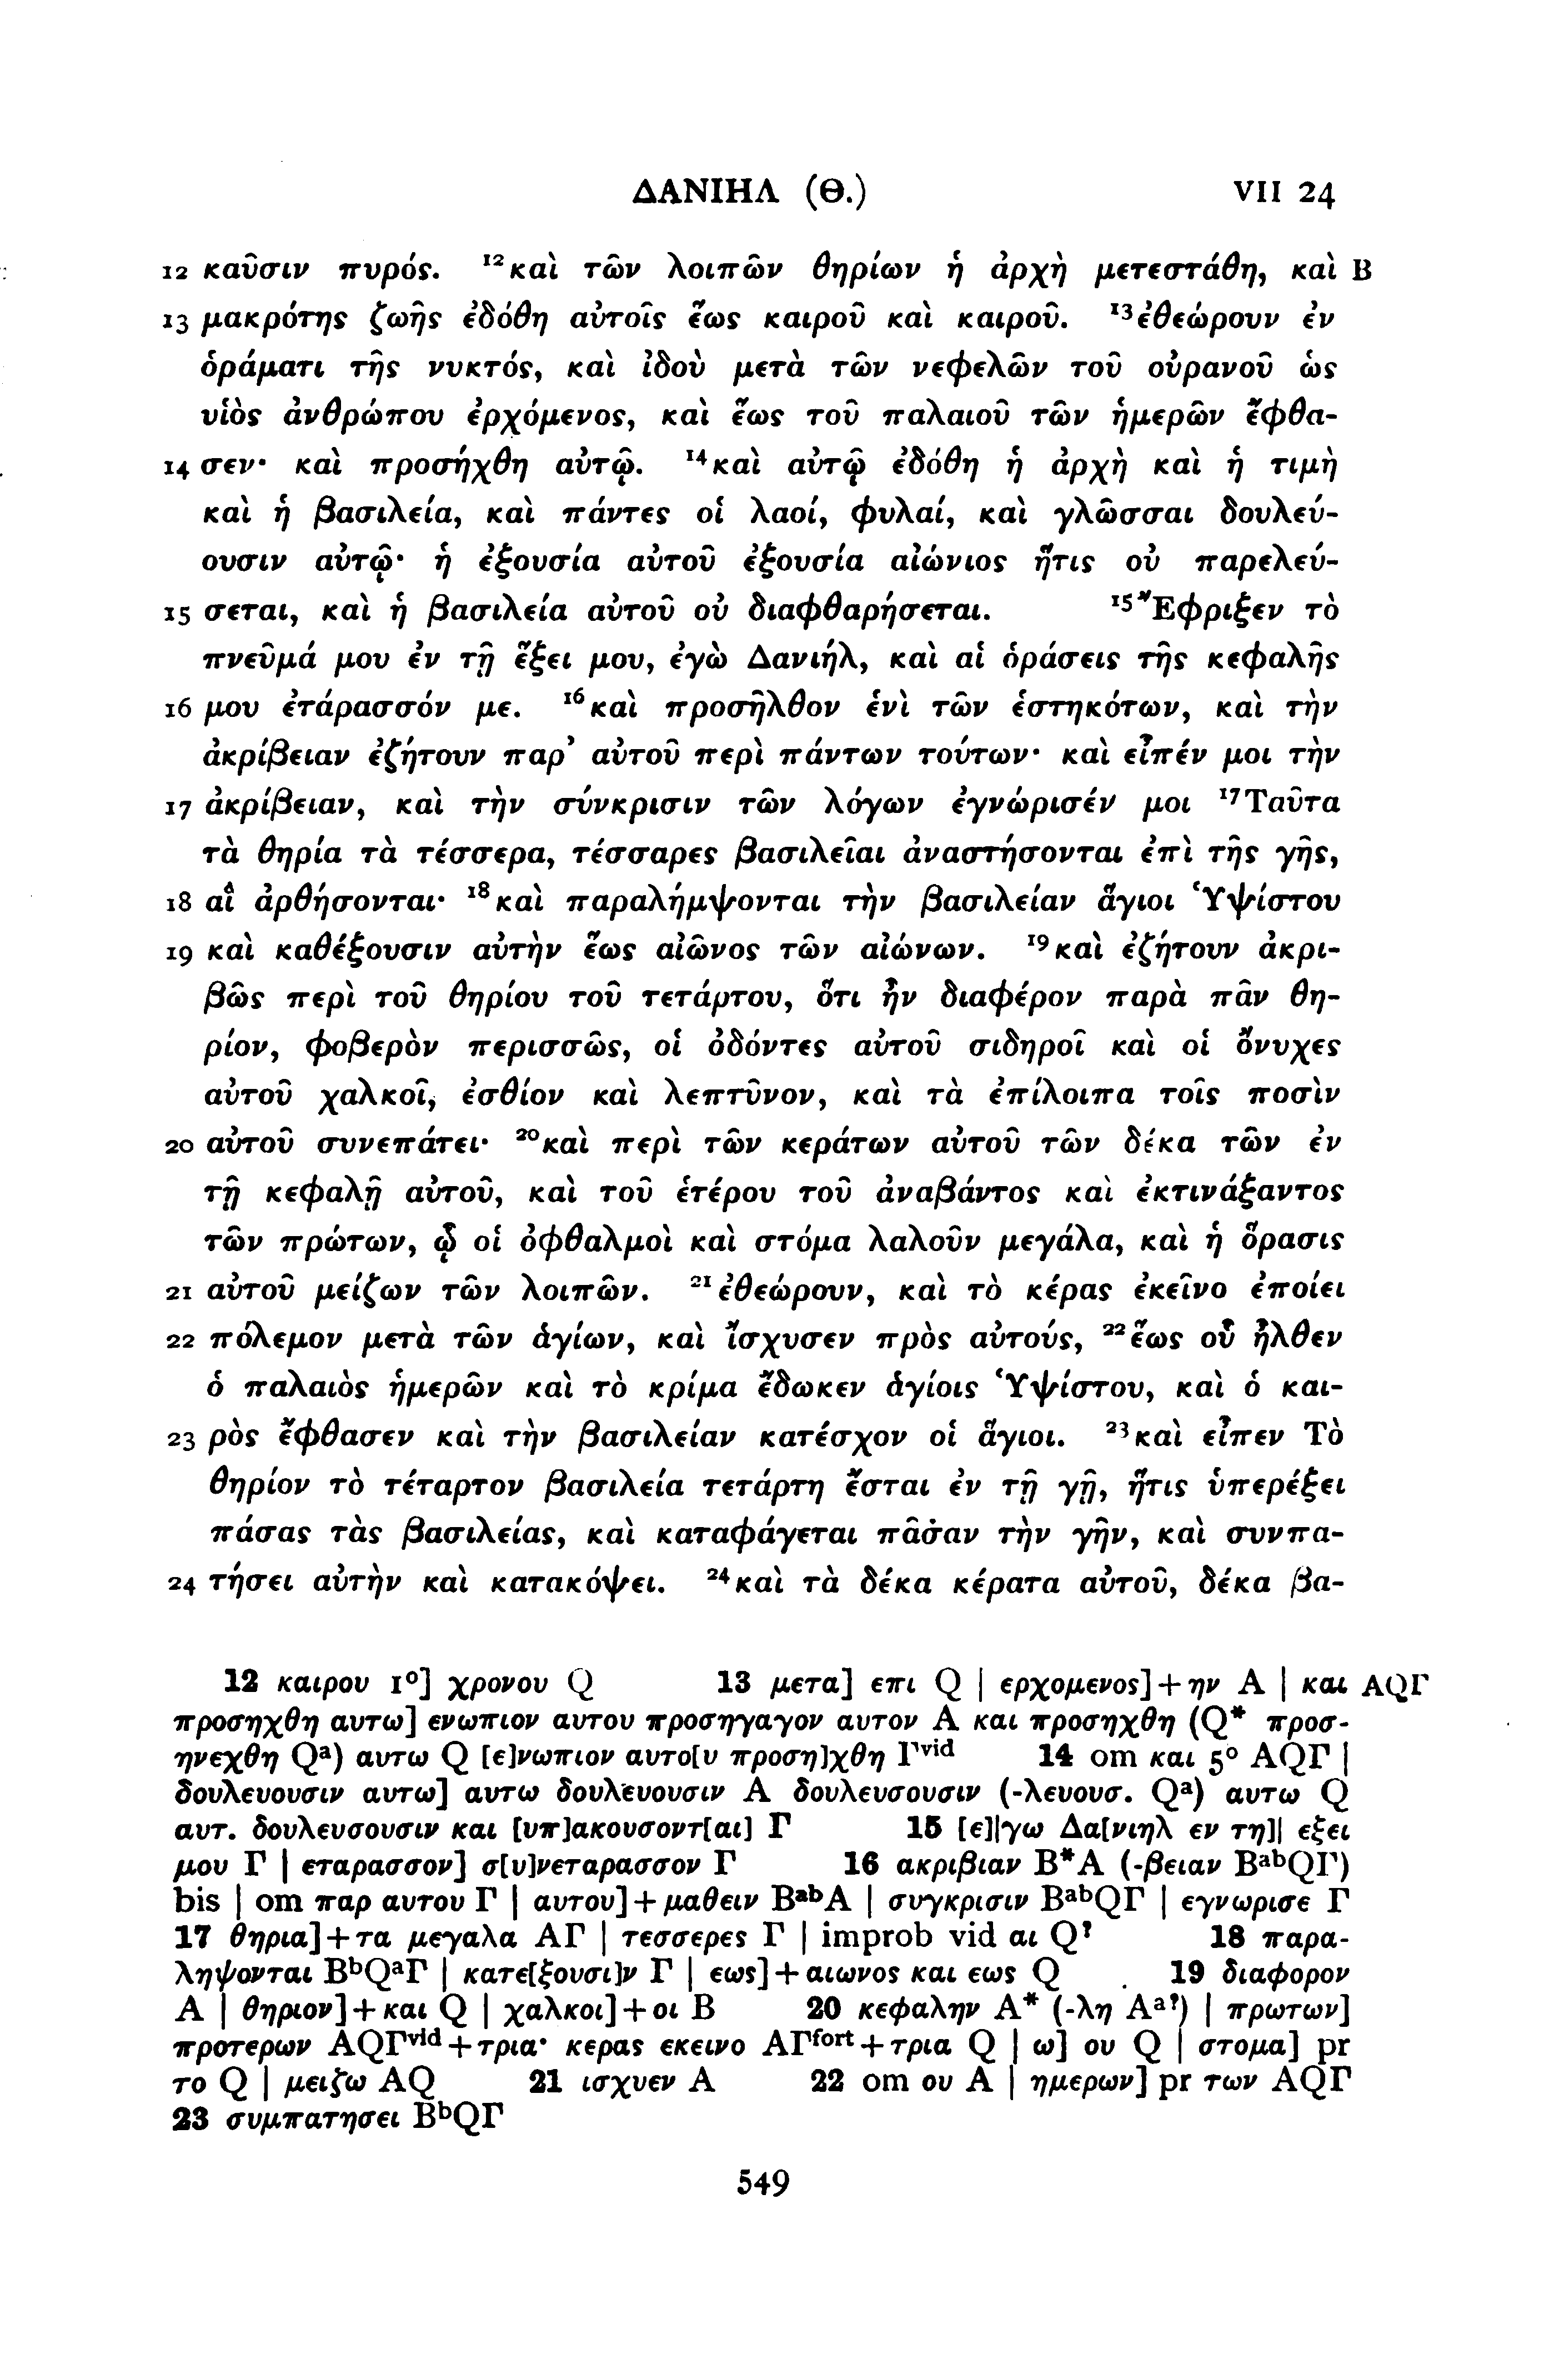 ΔΑΝΙΗΛ (Θ.) VII 24
12 καῦσιν πυρός. ¹²καὶ τῶν λοιπῶν θηρίων ἡ ἀρχὴ μετεστάθη, καὶ B
13 μακρότης ζωῆς ἐδόθη αὐτοῖς ἕως καιροῦ καὶ καιροῦ. ¹³ἐθεώρουν ἐν
ὁράματι τῆς νυκτός, καὶ ἰδοὺ μετὰ τῶν νεφελῶν τοῦ οὐρανοῦ ὡς
υἱὸς ἀνθρώπου ἐρχόμενος, καὶ ἕως τοῦ παλαιοῦ τῶν ἡμερῶν ἔφθα-
14 σεν· καὶ προσήχθη αὐτῷ. ¹⁴καὶ αὐτῷ ἐδόθη ἡ ἀρχὴ καὶ ἡ τιμὴ
καὶ ἡ βασιλεία, καὶ πάντες οἱ λαοί, φυλαί, καὶ γλῶσσαι δουλεύ-
ουσιν αὐτῷ· ἡ ἐξουσία αὐτοῦ ἐξουσία αἰώνιος ἥτις οὐ παρελεύ-
15 σεται, καὶ ἡ βασιλεία αὐτοῦ οὐ διαφθαρήσεται. ¹⁵Ἔφριξεν τὸ
πνεῦμά μου ἐν τῇ ἕξει μου, ἐγὼ Δανιήλ, καὶ αἱ ὁράσεις τῆς κεφαλῆς
16 μου ἐτάρασσόν με. ¹⁶καὶ προσῆλθον ἑνὶ τῶν ἑστηκότων, καὶ τὴν
ἀκρίβειαν ἐζήτουν παρ᾽ αὐτοῦ περὶ πάντων τούτων· καὶ εἶπέν μοι τὴν
17 ἀκρίβειαν, καὶ τὴν σύνκρισιν τῶν λόγων ἐγνώρισέν μοι ¹⁷Ταῦτα
τὰ θηρία τὰ τέσσερα, τέσσαρες βασιλεῖαι ἀναστήσονται ἐπὶ τῆς γῆς,
18 αἳ ἀρθήσονται· ¹⁸καὶ παραλήμψονται τὴν βασιλείαν ἅγιοι Ὑψίστου
19 καὶ καθέξουσιν αὐτὴν ἕως αἰῶνος τῶν αἰώνων. ¹⁹καὶ ἐζήτουν ἀκρι-
βῶς περὶ τοῦ θηρίου τοῦ τετάρτου, ὅτι ἦν διαφέρον παρὰ πᾶν θη-
ρίον, φοβερὸν περισσῶς, οἱ ὀδόντες αὐτοῦ σιδηροῖ καὶ οἱ ὄνυχες
αὐτοῦ χαλκοῖ, ἐσθίον καὶ λεπτῦνον, καὶ τὰ ἐπίλοιπα τοῖς ποσὶν
20 αὐτοῦ συνεπάτει· ²⁰καὶ περὶ τῶν κεράτων αὐτοῦ τῶν δέκα τῶν ἐν
τῇ κεφαλῇ αὐτοῦ, καὶ τοῦ ἑτέρου τοῦ ἀναβάντος καὶ ἐκτινάξαντος
τῶν πρώτων, ᾧ οἱ ὀφθαλμοὶ καὶ στόμα λαλοῦν μεγάλα, καὶ ἡ ὅρασις
21 αὐτοῦ μείζων τῶν λοιπῶν. ²¹ἐθεώρουν, καὶ τὸ κέρας ἐκεῖνο ἐποίει
22 πόλεμον μετὰ τῶν ἁγίων, καὶ ἴσχυσεν πρὸς αὐτούς, ²²ἕως οὗ ἦλθεν
ὁ παλαιὸς ἡμερῶν καὶ τὸ κρίμα ἔδωκεν ἁγίοις Ὑψίστου, καὶ ὁ και-
23 ρὸς ἔφθασεν καὶ τὴν βασιλείαν κατέσχον οἱ ἅγιοι. ²³καὶ εἶπεν Τὸ
θηρίον τὸ τέταρτον βασιλεία τετάρτη ἔσται ἐν τῇ γῇ, ἥτις ὑπερέξει
πάσας τὰς βασιλείας, καὶ καταφάγεται πᾶσαν τὴν γῆν, καὶ συνπα-
24 τήσει αὐτὴν καὶ κατακόψει. ²⁴καὶ τὰ δέκα κέρατα αὐτοῦ, δέκα βα-
12 καιρου 1°] χρονου Q 13 μετα] επι Q | ερχομενος]+ην A | και AQΓ
προσηχθη αυτω] ενωπιον αυτου προσηγαγον αυτον A και προσηχθη (Q* προσ-
ηνεχθη Qᵃ) αυτω Q [ε]νωπιον αυτο[υ προση]χθη Γᵛⁱᵈ 14 om και 5° AQΓ |
δουλευουσιν αυτω] αυτω δουλευουσιν A δουλευσουσιν (-λευουσ. Qᵃ) αυτω Q
αυτ. δουλευσουσιν και [υπ]ακουσοντ[αι] Γ 15 [ε]|γω Δα[νιηλ εν τη]| εξει
μου Γ | εταρασσον] σ[υ]νεταρασσον Γ 16 ακριβιαν B*A (-βειαν BᵃᵇQΓ)
bis | om παρ αυτου Γ | αυτου]+μαθειν BᵃᵇA | συγκρισιν BᵃᵇQΓ | εγνωρισε Γ
17 θηρια]+τα μεγαλα AΓ | τεσσερες Γ | improb vid αι Qˀ 18 παρα-
ληψονται BᵇQᵃΓ | κατε[ξουσι]ν Γ | εως]+αιωνος και εως Q 19 διαφορον
A | θηριον]+και Q | χαλκοι]+οι B 20 κεφαλην A* (-λη Aᵃˀ) | πρωτων]
προτερων AQΓᵛⁱᵈ+τρια· κερας εκεινο AΓᶠᵒʳᵗ+τρια Q | ω] ου Q | στομα] pr
το Q | μειζω AQ 21 ισχυεν A 22 om ου A | ημερων] pr των AQΓ
23 συμπατησει BᵇQΓ
549